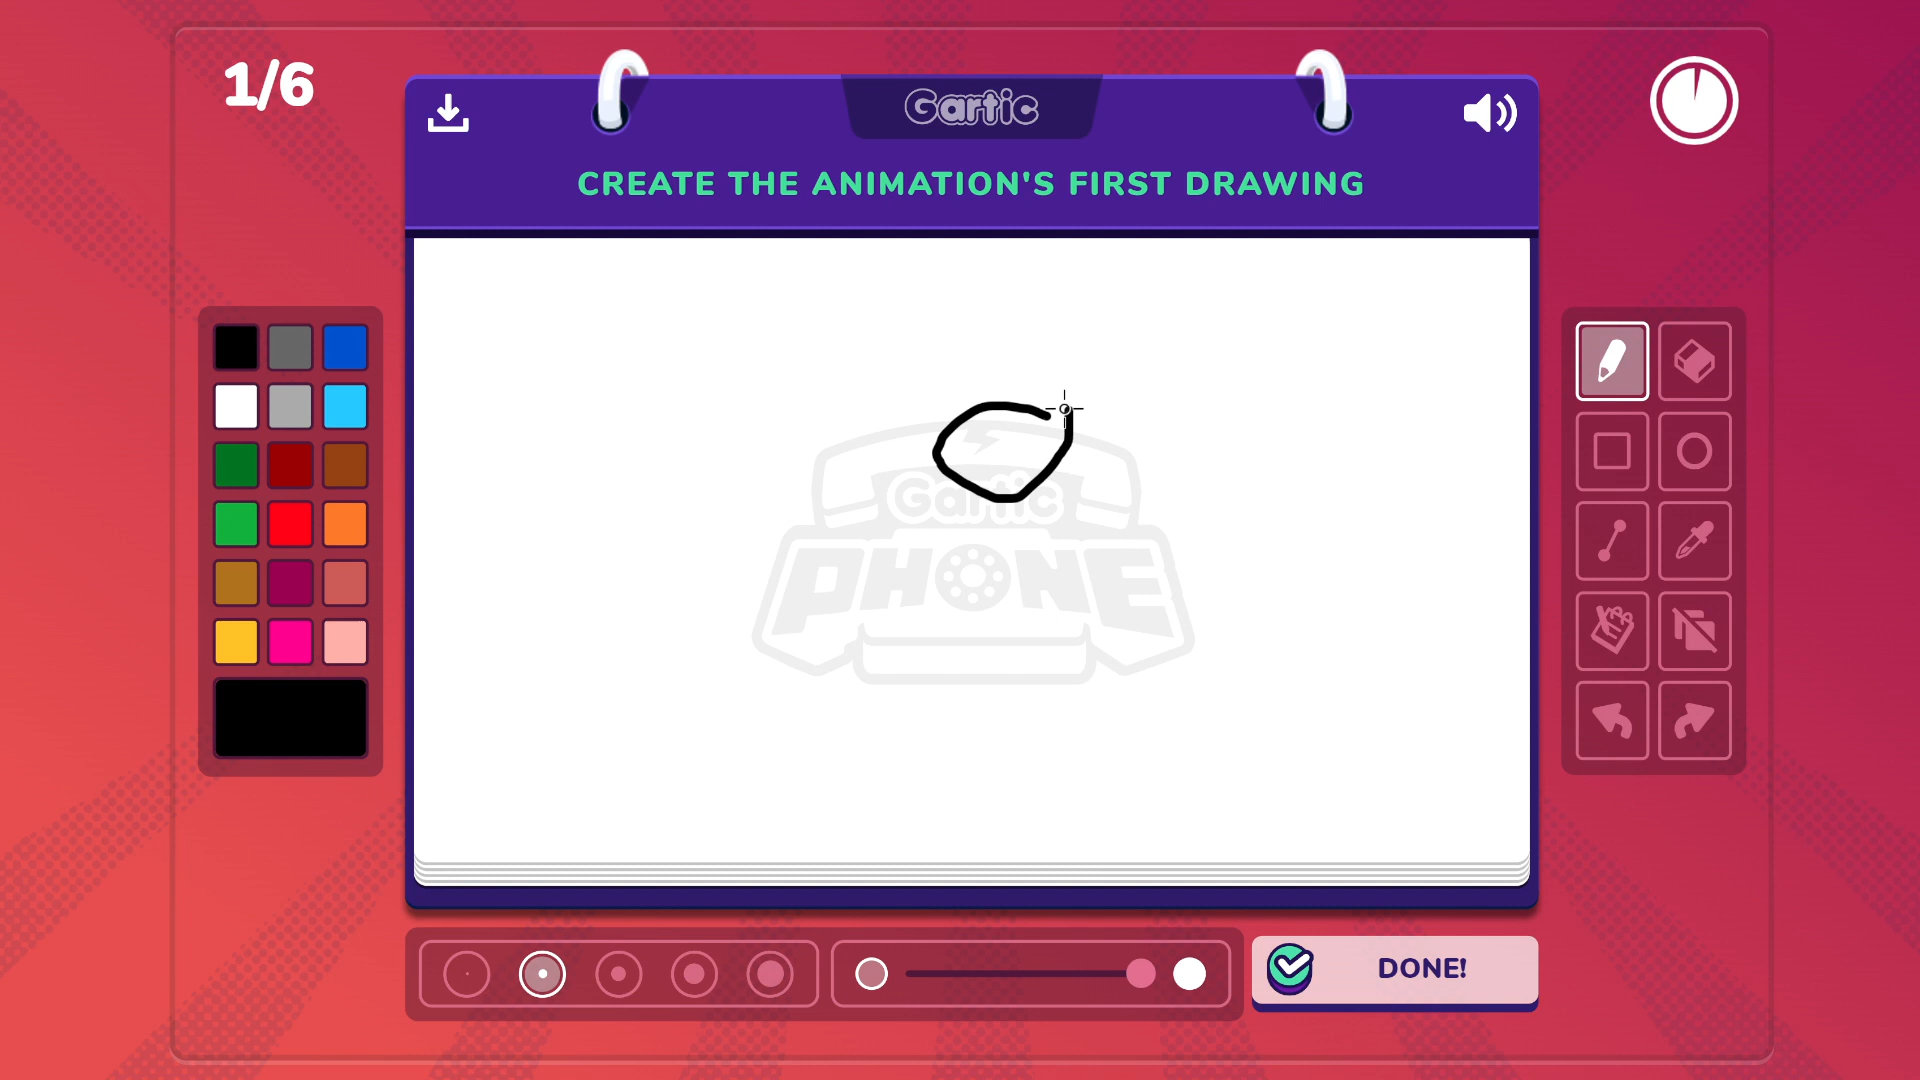 1/6
Gartic
CREATE THE ANIMATION'S FIRST DRAWING
Gartic
PHONE
DONE!